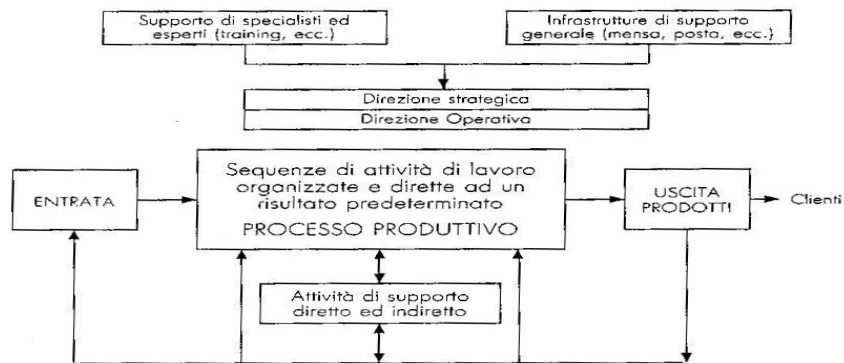 Supporto di specialisti ed
esperti (training, ecc.)
Infrastrutture di supporto
generale (mensa, posta, ecc.)
Direzione strategica
Direzione Operativa
ENTRATA
Sequenze di attività di lavoro
organizzate e dirette ad un
risultato predeterminato
PROCESSO PRODUTTIVO
USCITA
PRODOTTI
Clienti
Attività di supporto
diretto ed indiretto